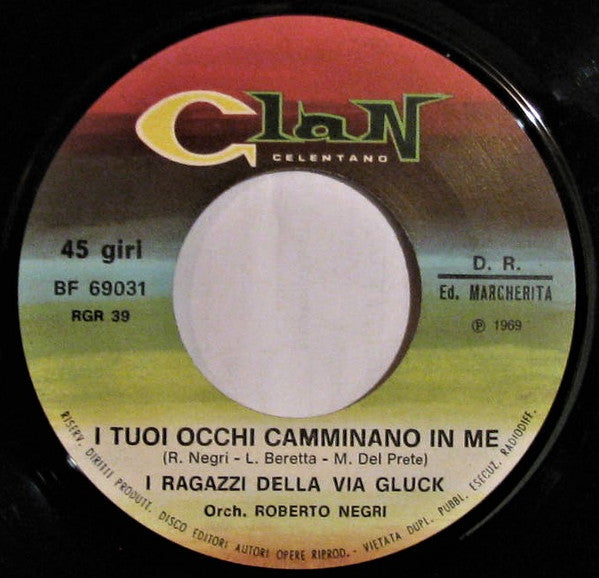 Clan
CELENTANO
45 giri
BF 69031
RGR 39
D. R.
Ed. MARCHERITA
℗ 1969
I TUOI OCCHI CAMMINANO IN ME
(R. Negri - L. Beretta - M. Del Prete)
I RAGAZZI DELLA VIA GLUCK
Orch. ROBERTO NEGRI
RISERV. DIRITTI PRODUTT. DISCO EDITORI AUTORI OPERE RIPROD. - VIETATA DUPL. PUBBL. ESECUZ. RADIODIFF.